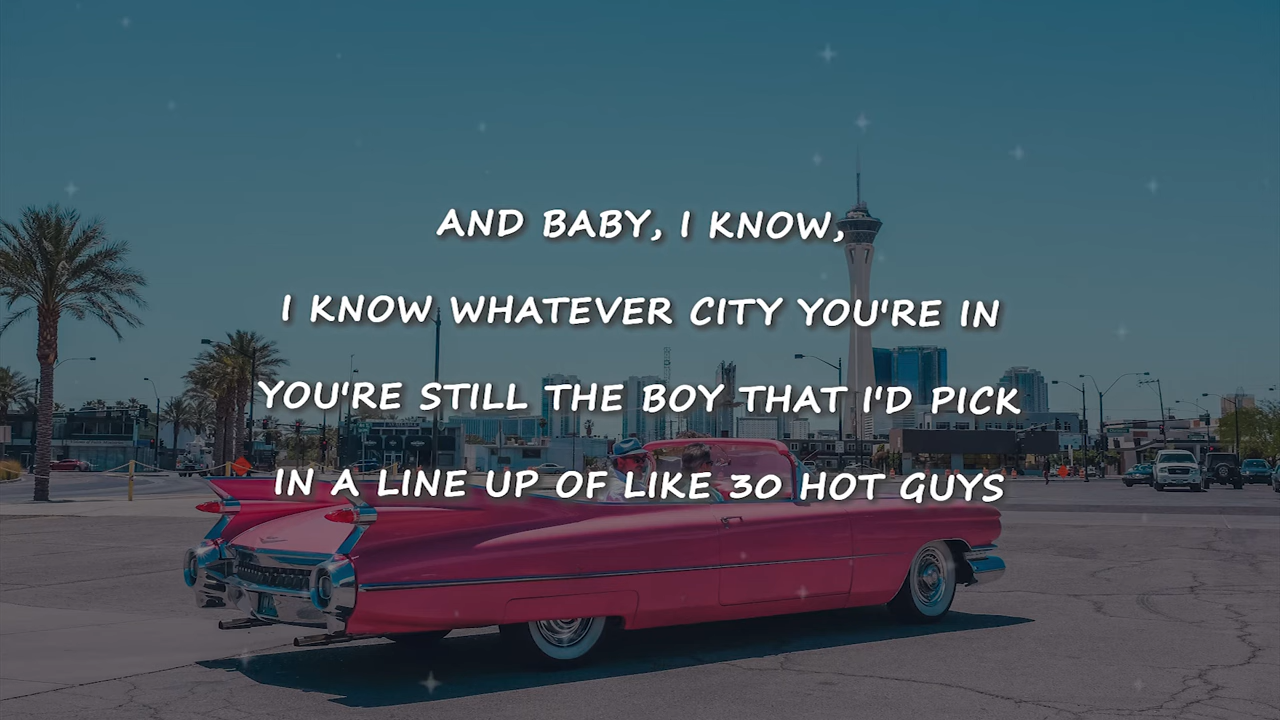 AND BABY, I KNOW,
I KNOW WHATEVER CITY YOU'RE IN
YOU'RE STILL THE BOY THAT I'D PICK
IN A LINE UP OF LIKE 30 HOT GUYS